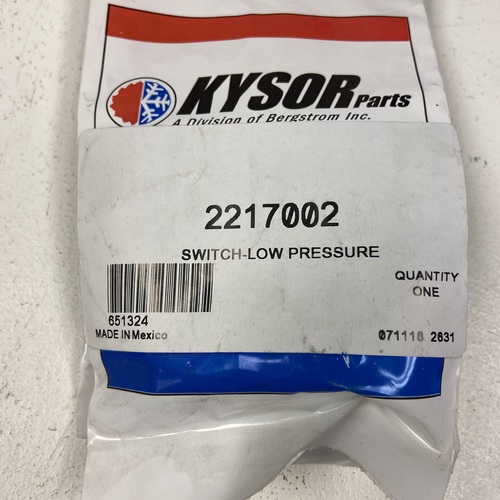 KYSOR Parts
A Division of Bergstrom Inc.
2217002
SWITCH-LOW PRESSURE
QUANTITY
ONE
651324
MADE IN Mexico
071118 2631